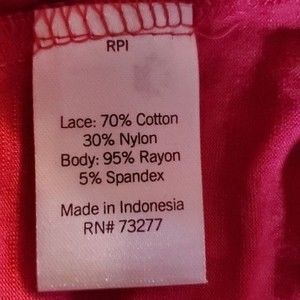 RPI
Lace: 70% Cotton
30% Nylon
Body: 95% Rayon
5% Spandex
Made in Indonesia
RN# 73277